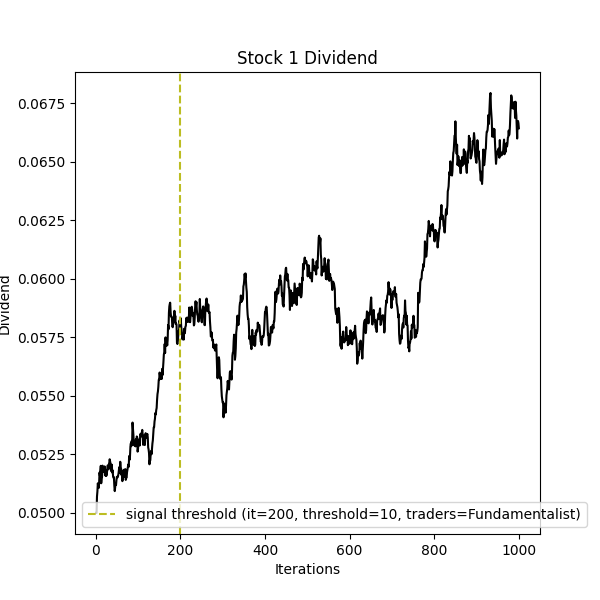 Stock 1 Dividend
0.0675
0.0650
0.0625
0.0600
0.0575
0.0550
0.0525
0.0500
Dividend
signal threshold (it=200, threshold=10, traders=Fundamentalist)
0 200 400 600 800 1000
Iterations